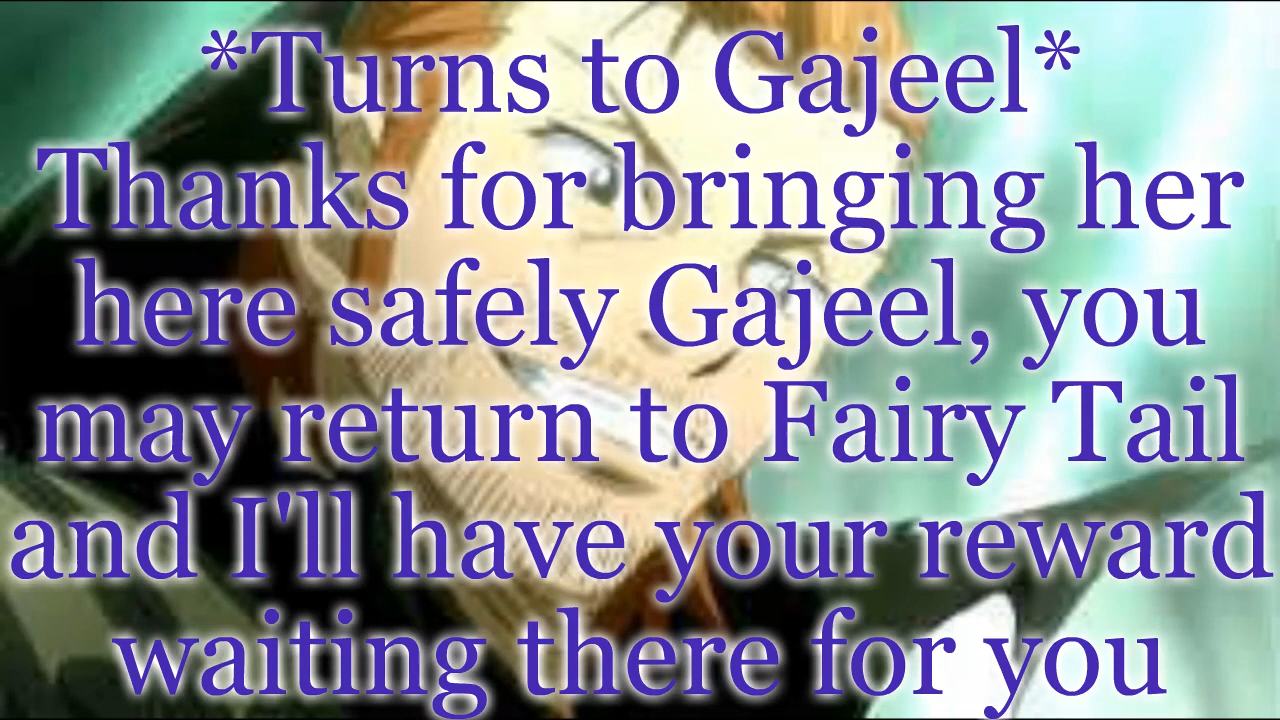 *Turns to Gajeel*
Thanks for bringing her
here safely Gajeel, you
may return to Fairy Tail
and I'll have your reward
waiting there for you